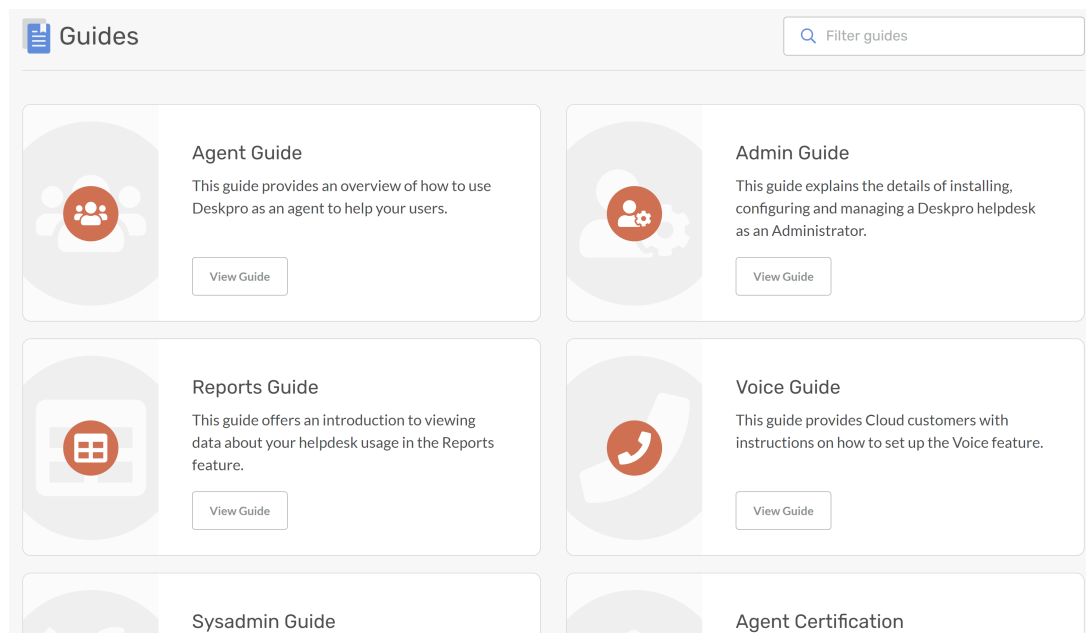 Guides
Filter guides
Agent Guide
This guide provides an overview of how to use
Deskpro as an agent to help your users.
View Guide
Admin Guide
This guide explains the details of installing,
configuring and managing a Deskpro helpdesk
as an Administrator.
View Guide
Reports Guide
This guide offers an introduction to viewing
data about your helpdesk usage in the Reports
feature.
View Guide
Voice Guide
This guide provides Cloud customers with
instructions on how to set up the Voice feature.
View Guide
Sysadmin Guide
Agent Certification